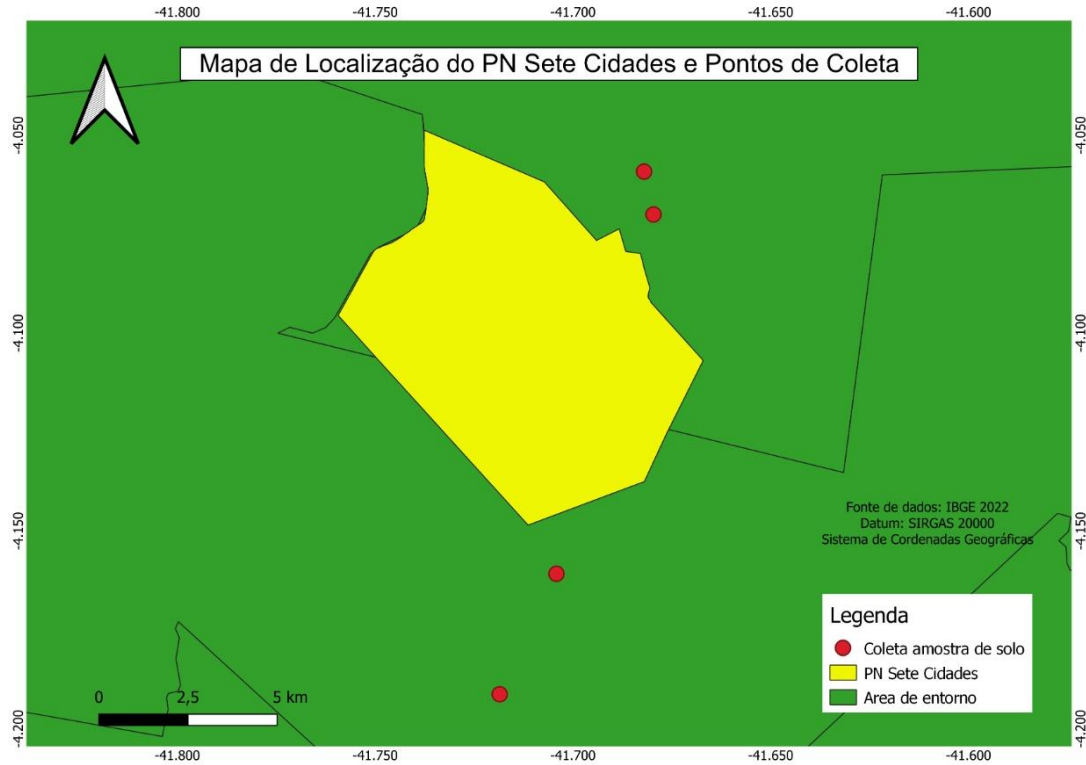 -41.800 -41.750 -41.700 -41.650 -41.600
Mapa de Localização do PN Sete Cidades e Pontos de Coleta
-4.050 -4.050
-4.100 -4.100
-4.150 -4.150
Fonte de dados: IBGE 2022
Datum: SIRGAS 20000
Sistema de Cordenadas Geográficas
Legenda
Coleta amostra de solo
PN Sete Cidades
Area de entorno
0 2,5 5 km
-4.200 -4.200
-41.800 -41.750 -41.700 -41.650 -41.600